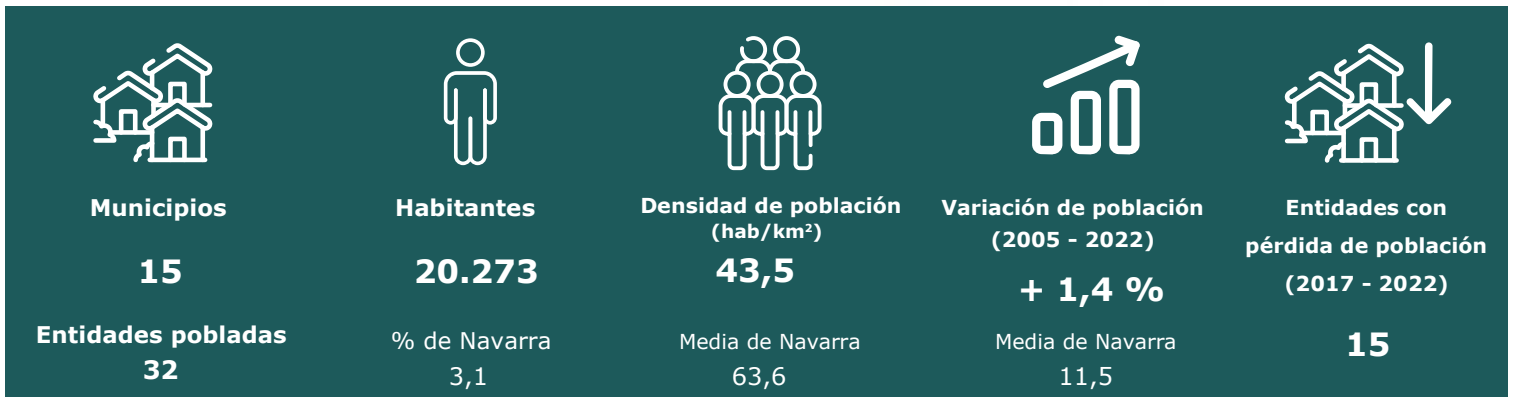 Municipios
15
Entidades pobladas
32
Habitantes
20.273
% de Navarra
3,1
Densidad de población
(hab/km²)
43,5
Media de Navarra
63,6
Variación de población
(2005 - 2022)
+ 1,4 %
Media de Navarra
11,5
Entidades con
pérdida de población
(2017 - 2022)
15